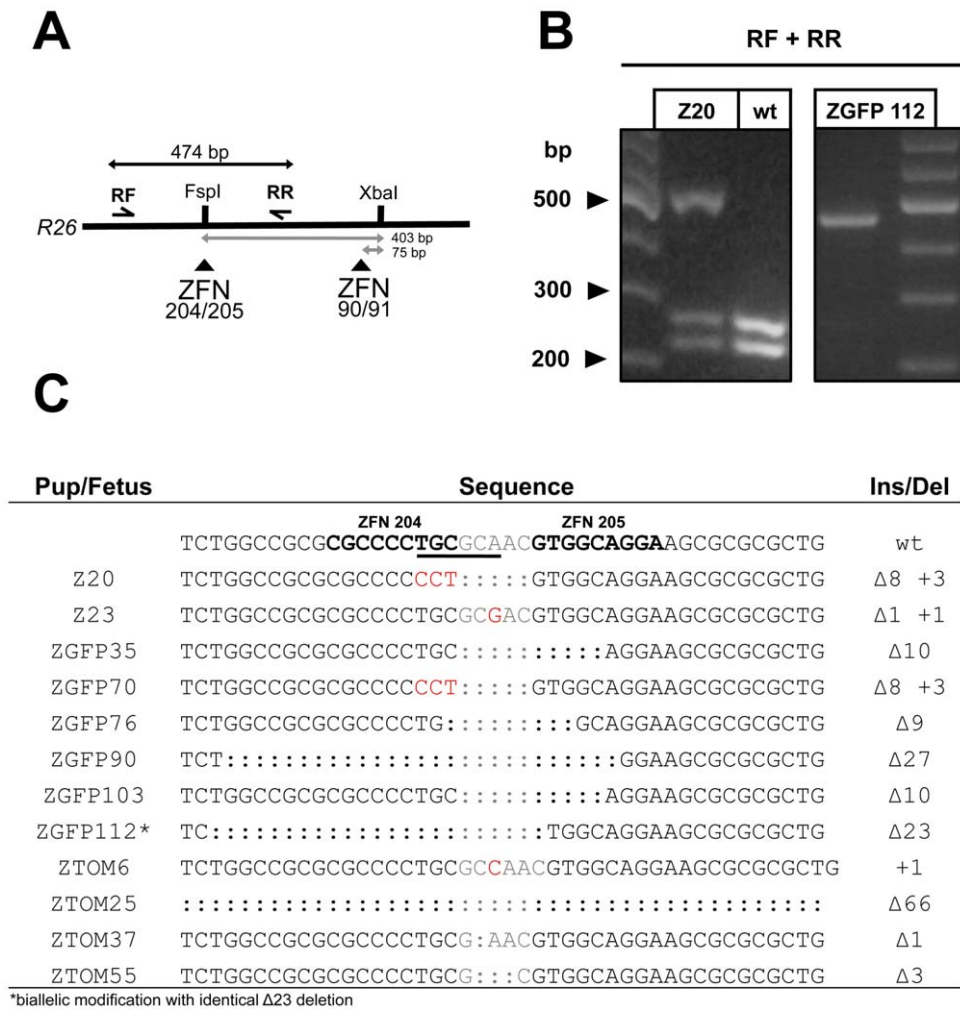 A
B
RF + RR
Z20 wt ZGFP 112
bp
500
300
200
474 bp
RF FspI RR XbaI
R26
403 bp
75 bp
ZFN 204/205
ZFN 90/91
C
Pup/Fetus Sequence Ins/Del
ZFN 204 ZFN 205
TCTGGCCGCGCGCCCCTGCGCAACGTGGCAGGAAGCGCGCGCTG wt
Z20 TCTGGCCGCGCGCCCCCCT:::::GTGGCAGGAAGCGCGCGCTG Δ8 +3
Z23 TCTGGCCGCGCGCCCCTGCGCGACGTGGCAGGAAGCGCGCGCTG Δ1 +1
ZGFP35 TCTGGCCGCGCGCCCCTGC::::::::::AGGAAGCGCGCGCTG Δ10
ZGFP70 TCTGGCCGCGCGCCCCCCT:::::GTGGCAGGAAGCGCGCGCTG Δ8 +3
ZGFP76 TCTGGCCGCGCGCCCCTG:::::::::GCAGGAAGCGCGCGCTG Δ9
ZGFP90 TCT:::::::::::::::::::::::::::GGAAGCGCGCGCTG Δ27
ZGFP103 TCTGGCCGCGCGCCCCTGC::::::::::AGGAAGCGCGCGCTG Δ10
ZGFP112* TC:::::::::::::::::::::::TGGCAGGAAGCGCGCGCTG Δ23
ZTOM6 TCTGGCCGCGCGCCCCTGCGCCAACGTGGCAGGAAGCGCGCGCTG +1
ZTOM25 :::::::::::::::::::::::::::::::::::::::::::: Δ66
ZTOM37 TCTGGCCGCGCGCCCCTGCG:AACGTGGCAGGAAGCGCGCGCTG Δ1
ZTOM55 TCTGGCCGCGCGCCCCTGCG:::CGTGGCAGGAAGCGCGCGCTG Δ3
*biallelic modification with identical Δ23 deletion